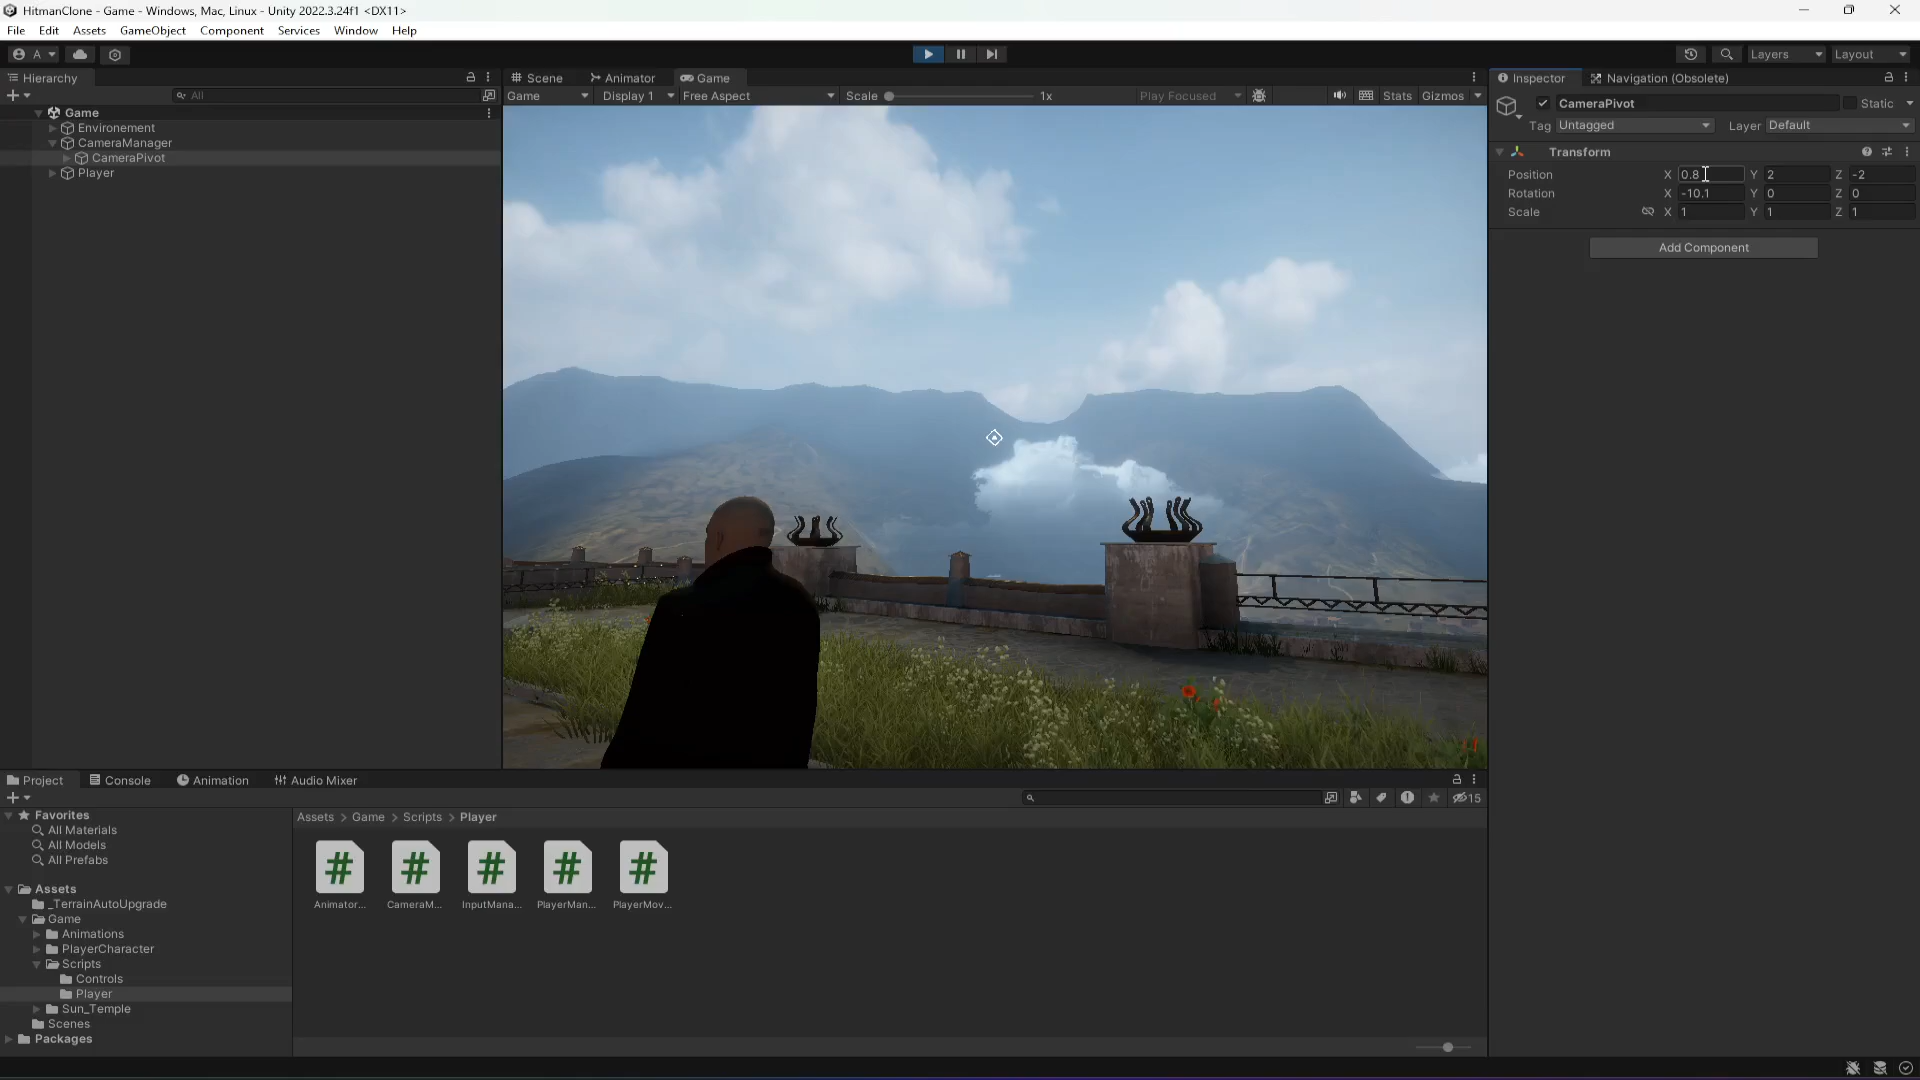 HitmanClone - Game - Windows, Mac, Linux - Unity 2022.3.24f1 <DX11>
File Edit Assets GameObject Component Services Window Help
A Layers Layout
Hierarchy
All
Game
Environement
CameraManager
CameraPivot
Player
Scene Animator Game
Game Display 1 Free Aspect Scale 1x Play Focused Stats Gizmos
Inspector Navigation (Obsolete)
CameraPivot Static
Tag Untagged Layer Default
Transform
Position X 0.8 Y 2 Z -2
Rotation X -10.1 Y 0 Z 0
Scale X 1 Y 1 Z 1
Add Component
Project Console Animation Audio Mixer
15
Favorites
All Materials
All Models
All Prefabs
Assets
_TerrainAutoUpgrade
Game
Animations
PlayerCharacter
Scripts
Controls
Player
Sun_Temple
Scenes
Packages
Assets > Game > Scripts > Player
Animator... CameraM... InputMana... PlayerMan... PlayerMov...